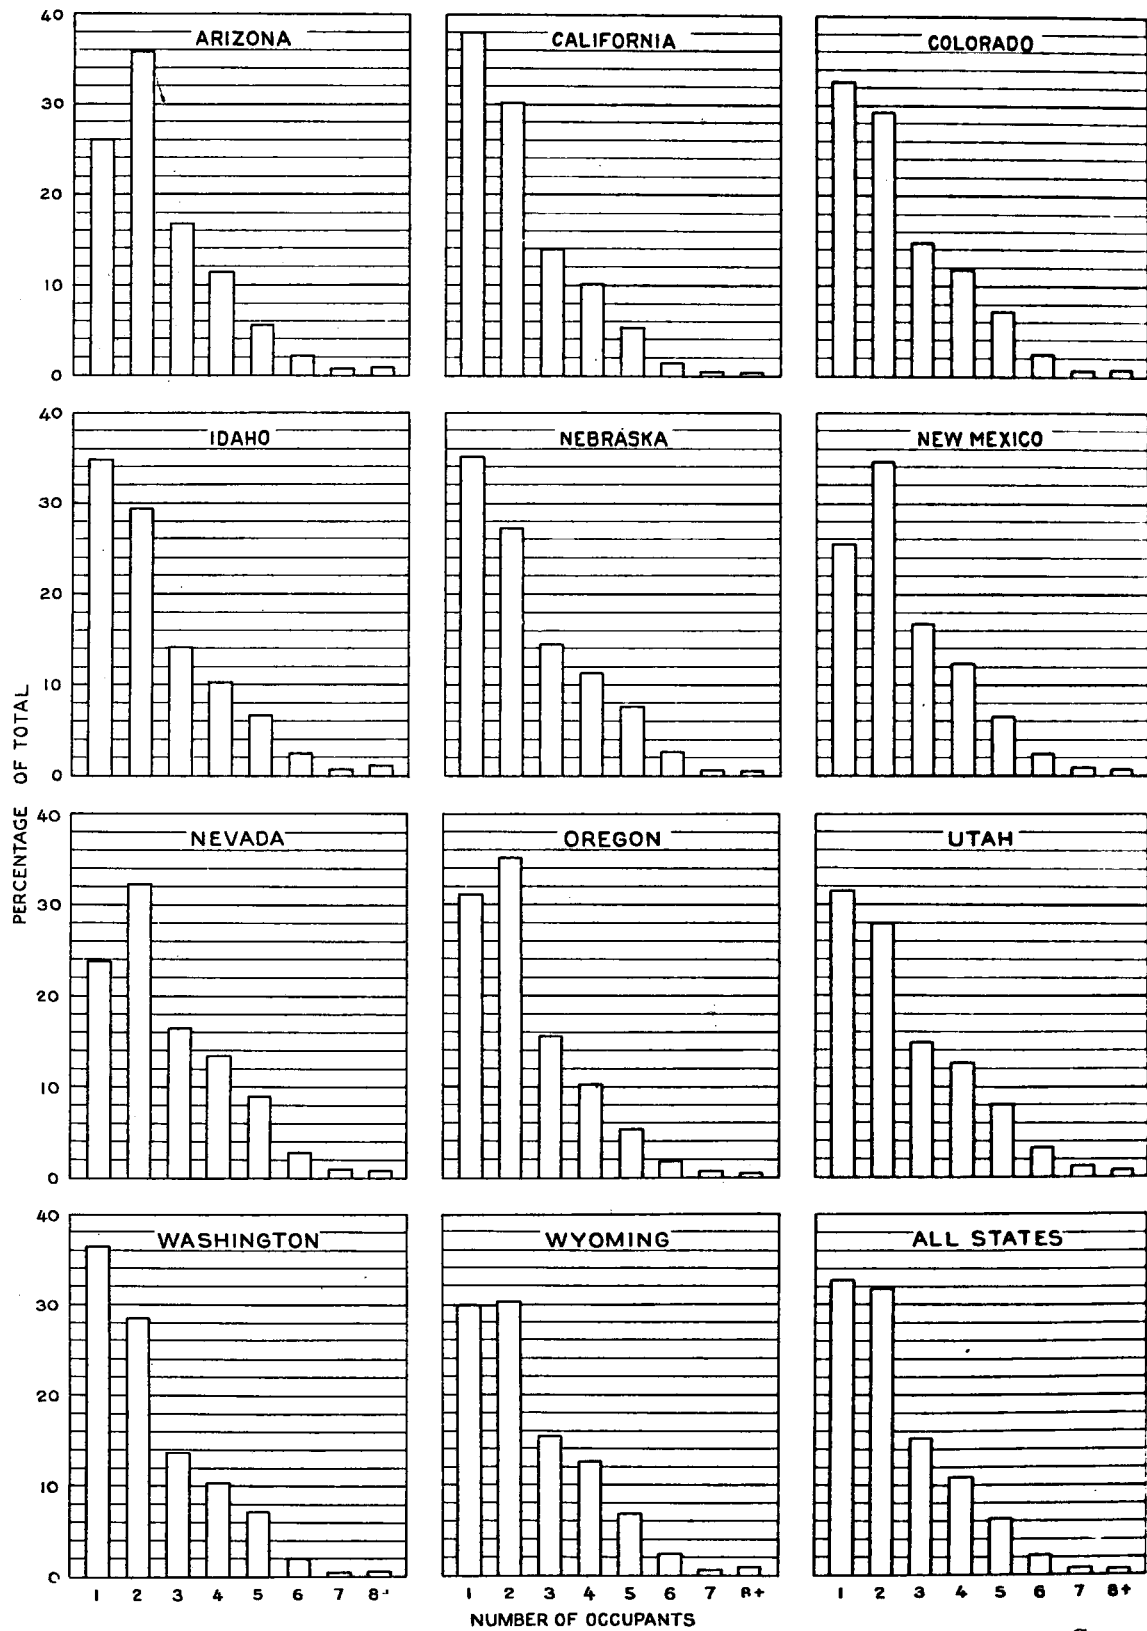 PERCENTAGE OF TOTAL
40
30
20
10
0
ARIZONA
CALIFORNIA
COLORADO
40
30
20
10
0
IDAHO
NEBRASKA
NEW MEXICO
40
30
20
10
0
NEVADA
OREGON
UTAH
40
30
20
10
0
WASHINGTON
WYOMING
ALL STATES
1 2 3 4 5 6 7 8+
1 2 3 4 5 6 7 8+
1 2 3 4 5 6 7 8+
NUMBER OF OCCUPANTS